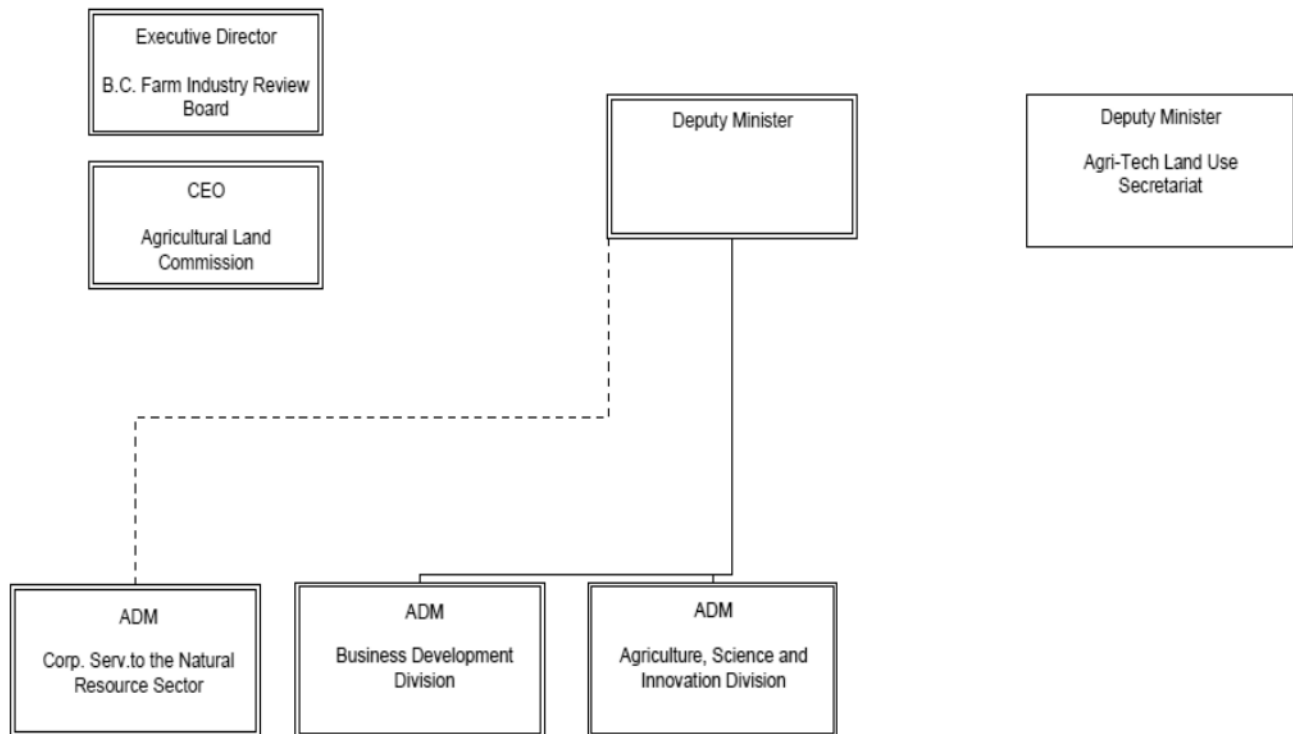 Executive Director
B.C. Farm Industry Review
Board
CEO
Agricultural Land
Commission
Deputy Minister
Deputy Minister
Agri-Tech Land Use
Secretariat
ADM
Corp. Serv.to the Natural
Resource Sector
ADM
Business Development
Division
ADM
Agriculture, Science and
Innovation Division